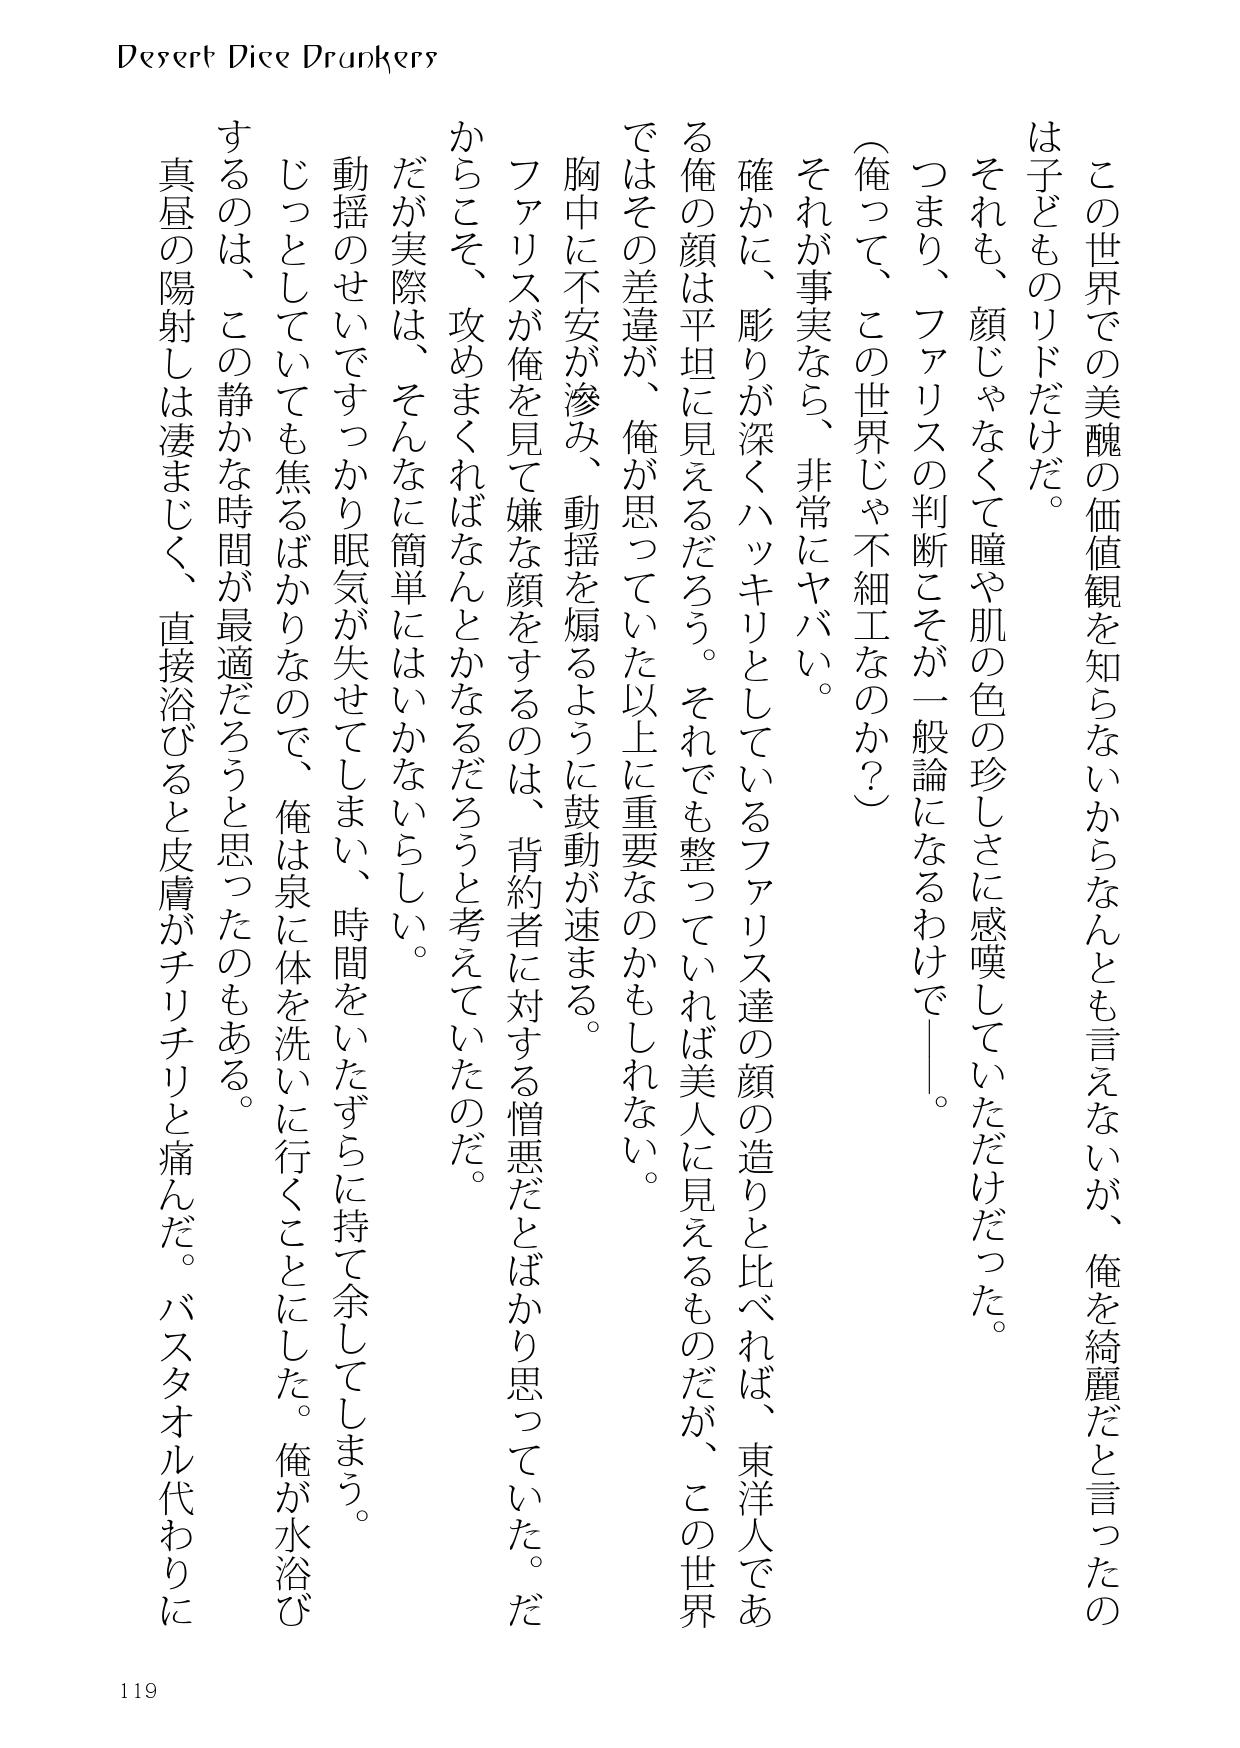 Desert Dice Drunkers
　この世界での美醜の価値観を知らないからなんとも言えないが、俺を綺麗だと言ったの
は子どものリドだけだ。
　それも、顔じゃなくて瞳や肌の色の珍しさに感嘆していただけだった。
　つまり、ファリスの判断こそが一般論になるわけで――。
（俺って、この世界じゃ不細工なのか？）
　それが事実なら、非常にヤバい。
　確かに、彫りが深くハッキリとしているファリス達の顔の造りと比べれば、東洋人であ
る俺の顔は平坦に見えるだろう。それでも整っていれば美人に見えるものだが、この世界
ではその差違が、俺が思っていた以上に重要なのかもしれない。
　胸中に不安が滲み、動揺を煽るように鼓動が速まる。
　ファリスが俺を見て嫌な顔をするのは、背約者に対する憎悪だとばかり思っていた。だ
からこそ、攻めまくればなんとかなるだろうと考えていたのだ。
　だが実際は、そんなに簡単にはいかないらしい。
　動揺のせいですっかり眠気が失せてしまい、時間をいたずらに持て余してしまう。
　じっとしていても焦るばかりなので、俺は泉に体を洗いに行くことにした。俺が水浴び
するのは、この静かな時間が最適だろうと思ったのもある。
　真昼の陽射しは凄まじく、直接浴びると皮膚がチリチリと痛んだ。バスタオル代わりに
119